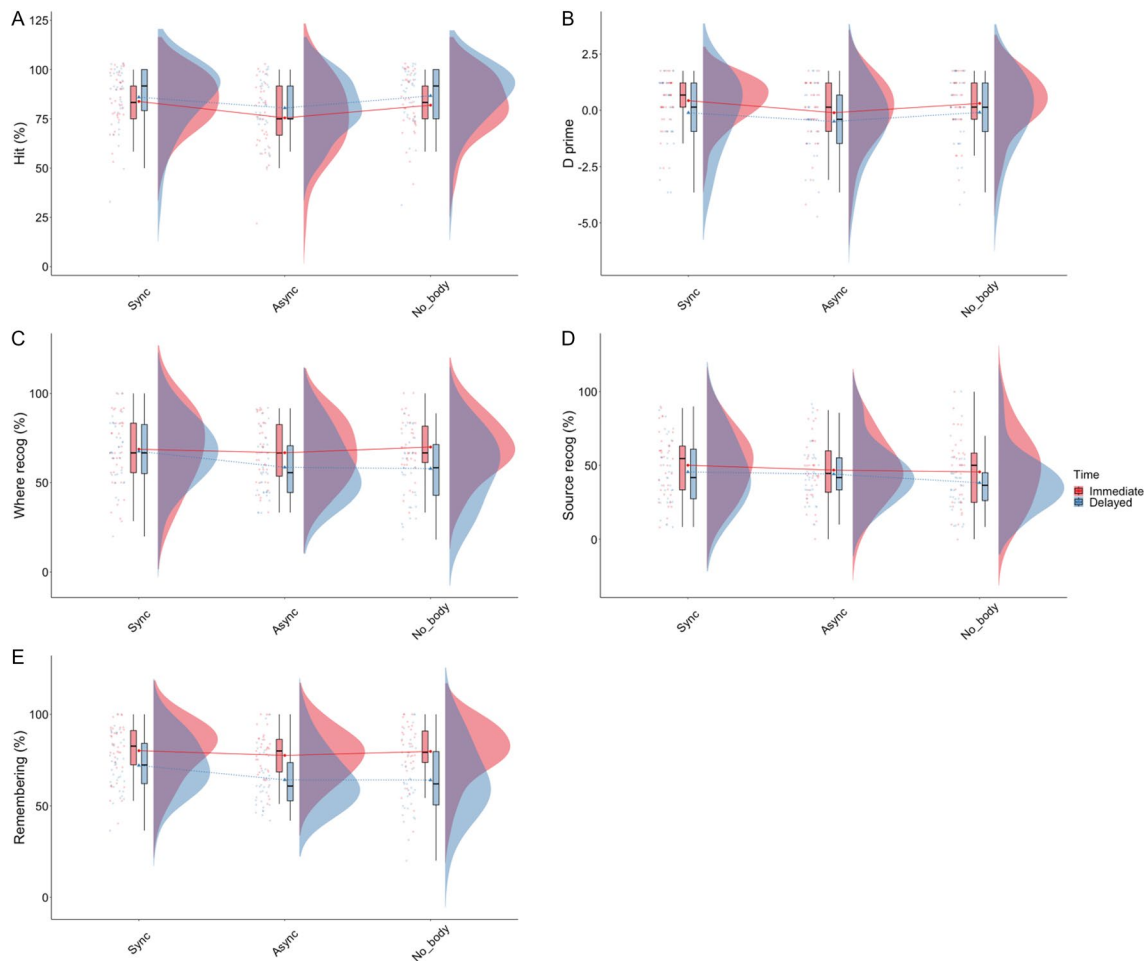 A
125
100
75
50
25
0
Hit (%)
Sync
Async
No_body
B
2.5
0.0
-2.5
-5.0
D prime
Sync
Async
No_body
C
100
50
0
Where recog (%)
Sync
Async
No_body
D
100
50
0
Source recog (%)
Sync
Async
No_body
Time
Immediate
Delayed
E
100
50
0
Remembering (%)
Sync
Async
No_body